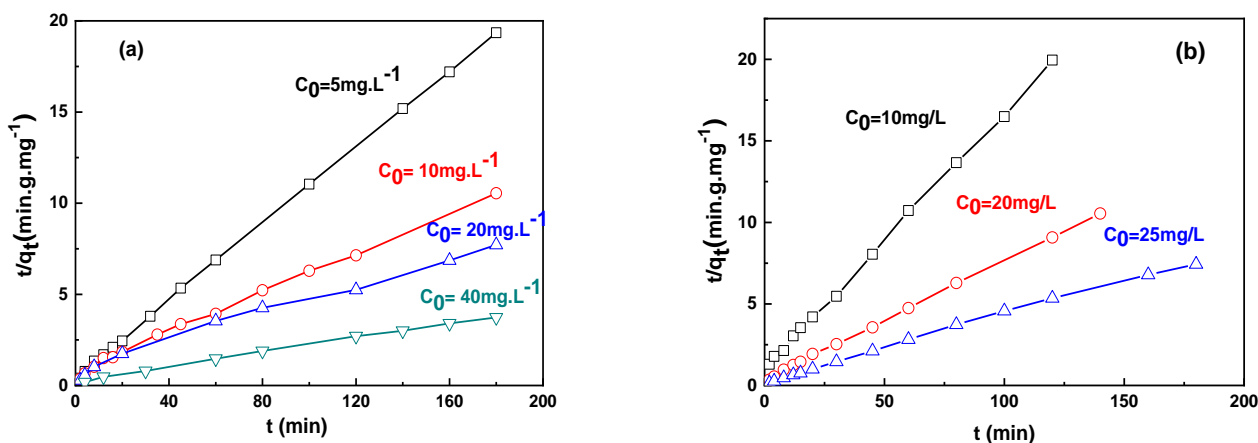 (a)
C0=5mg.L-1
C0= 10mg.L-1
C0= 20mg.L-1
C0= 40mg.L-1
t/qt(min.g.mg-1)
20
15
10
5
0
0 40 80 120 160 200
t (min)
(b)
C0=10mg/L
C0=20mg/L
C0=25mg/L
t/qt(min.g.mg-1)
20
15
10
5
0
0 50 100 150 200
t (min)